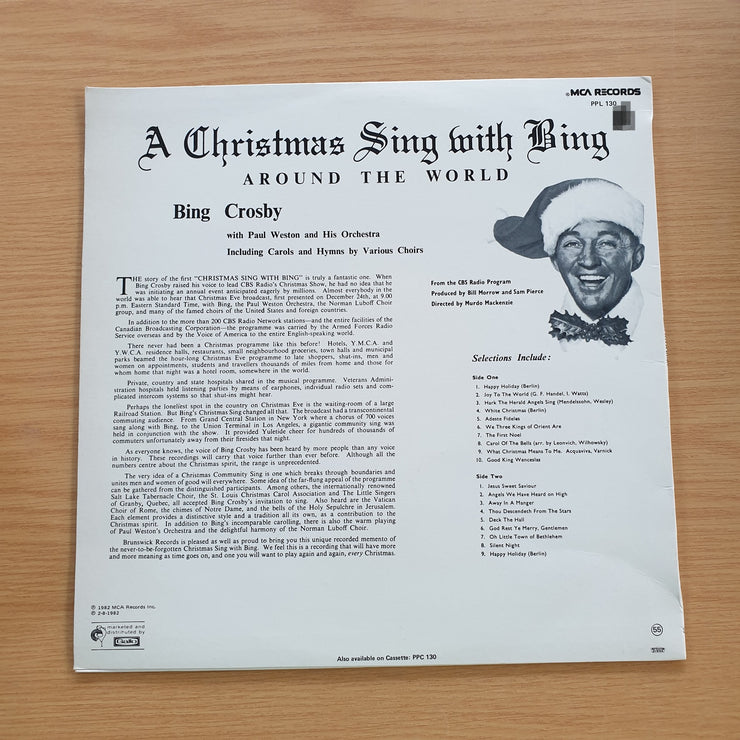 MCA RECORDS
PPL 130
A Christmas Sing with Bing
AROUND THE WORLD
Bing Crosby
with Paul Weston and His Orchestra
Including Carols and Hymns by Various Choirs
THE story of the first "CHRISTMAS SING WITH BING" is truly a fantastic one. When
Bing Crosby raised his voice to lead CBS Radio's Christmas Show, he had no idea that he
was initiating an annual event anticipated eagerly by millions. Almost everybody in the
world was able to hear that Christmas Eve broadcast, first presented on December 24th, at 9.00
p.m. Eastern Standard Time, with Bing, the Paul Weston Orchestra, the Norman Luboff Choir
group, and many of the famed choirs of the United States and foreign countries.
In addition to the more than 200 CBS Radio Network stations—and the entire facilities of the
Canadian Broadcasting Corporation—the programme was carried by the Armed Forces Radio
Service overseas and by the Voice of America to the entire English-speaking world.
There never had been a Christmas programme like this before! Hotels, Y.M.C.A. and
Y.W.C.A. residence halls, restaurants, small neighbourhood groceries, town halls and municipal
parks beamed the hour-long Christmas Eve programme to late shoppers, shut-ins, men and
women on appointments, students and travellers thousands of miles from home and those for
whom home that night was a hotel room, somewhere in the world.
Private, country and state hospitals shared in the musical programme. Veterans Admini-
stration hospitals held listening parties by means of earphones, individual radio sets and com-
plicated intercom systems so that shut-ins might hear.
Perhaps the loneliest spot in the country on Christmas Eve is the waiting-room of a large
Railroad Station. But Bing's Christmas Sing changed all that. The broadcast had a transcontinental
commuting audience. From Grand Central Station in New York where a chorus of 700 voices
sang along with Bing, to the Union Terminal in Los Angeles, a gigantic community sing was
held in conjunction with the show. It provided Yuletide cheer for hundreds of thousands of
commuters unfortunately away from their firesides that night.
As everyone knows, the voice of Bing Crosby has been heard by more people than any voice
in history. These recordings will carry that voice further than ever before. Although all the
numbers centre about the Christmas spirit, the range is unprecedented.
The very idea of a Christmas Community Sing is one which breaks through boundaries and
unites men and women of good will everywhere. Some idea of the far-flung appeal of the programme
can be gathered from the distinguished participants. Among others, the internationally renowned
Salt Lake Tabernacle Choir, the St. Louis Christmas Carol Association and The Little Singers
of Granby, Quebec, all accepted Bing Crosby's invitation to sing. Also heard are the Vatican
Choir of Rome, the chimes of Notre Dame, and the bells of the Holy Sepulchre in Jerusalem.
Each element provides a distinctive style and a tradition all its own, as a contribution to the
Christmas spirit. In addition to Bing's incomparable carolling, there is also the warm playing
of Paul Weston's Orchestra and the delightful harmony of the Norman Luboff Choir.
Brunswick Records is pleased as well as proud to bring you this unique recorded memento of
the never-to-be-forgotten Christmas Sing with Bing. We feel this is a recording that will have more
and more meaning as time goes on, and one you will want to play again and again, every Christmas.
From the CBS Radio Program
Produced by Bill Morrow and Sam Pierce
Directed by Murdo Mackenzie
Selections Include:
Side One
1. Happy Holiday (Berlin)
2. Joy To The World (G. F. Handel, I. Watts)
3. Hark The Herald Angels Sing (Mendelssohn, Wesley)
4. White Christmas (Berlin)
5. Adeste Fideles
6. We Three Kings of Orient Are
7. The First Noel
8. Carol Of The Bells (arr. by Leonvich, Wilhowsky)
9. What Christmas Means To Me. Acquaviva, Varnick
10. Good King Wenceslas
Side Two
1. Jesus Sweet Saviour
2. Angels We Have Heard on High
3. Away In A Manger
4. Thou Descendeth From The Stars
5. Deck The Hall
6. God Rest Ye Merry, Gentlemen
7. Oh Little Town of Bethlehem
8. Silent Night
9. Happy Holiday (Berlin)
℗ 1982 MCA Records Inc.
℗ 2-8-1982
marketed and
distributed by
Gallo
55
Also available on Cassette: PPC 130